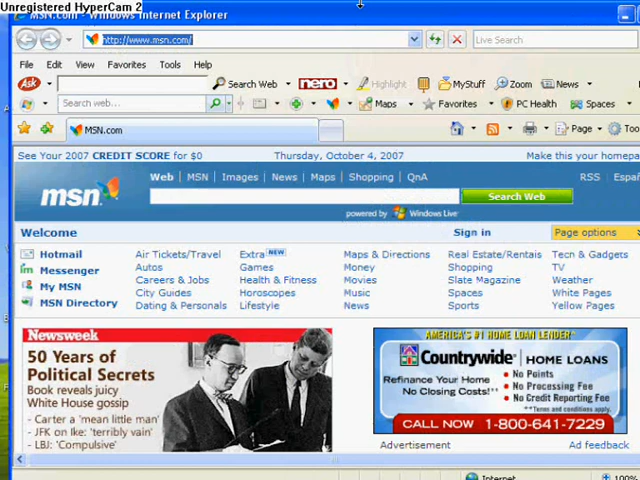 Unregistered HyperCam 2
MSN.com - Windows Internet Explorer
http://www.msn.com/
Live Search
File Edit View Favorites Tools Help
Ask Search Web nero Highlight MyStuff Zoom News
Search web... Maps Favorites PC Health Spaces
MSN.com Page Too
See Your 2007 CREDIT SCORE for $0 Thursday, October 4, 2007 Make this your homepa
Web MSN Images News Maps Shopping QnA RSS Españ
msn Search Web
powered by Windows Live
Welcome Sign in Page options
Hotmail Air Tickets/Travel Extra NEW Maps & Directions Real Estate/Rentals Tech & Gadgets
Messenger Autos Games Money Shopping TV
My MSN Careers & Jobs Health & Fitness Movies Slate Magazine Weather
MSN Directory City Guides Horoscopes Music Spaces White Pages
Dating & Personals Lifestyle News Sports Yellow Pages
Newsweek
50 Years of
Political Secrets
Book reveals juicy
White House gossip
- Carter a 'mean little man'
- JFK on Ike: 'terribly vain'
- LBJ: 'Compulsive'
AMERICA'S #1 HOME LOAN LENDER*
Countrywide HOME LOANS
Refinance Your Home
No Closing Costs!**
• No Points
• No Processing Fee
• No Credit Reporting Fee
**Terms and conditions apply.
CALL NOW 1-800-641-7229
Advertisement Ad feedback
Internet 100%